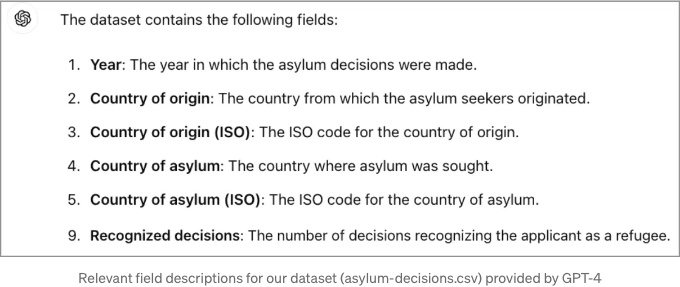 The dataset contains the following fields:
1. Year: The year in which the asylum decisions were made.
2. Country of origin: The country from which the asylum seekers originated.
3. Country of origin (ISO): The ISO code for the country of origin.
4. Country of asylum: The country where asylum was sought.
5. Country of asylum (ISO): The ISO code for the country of asylum.
9. Recognized decisions: The number of decisions recognizing the applicant as a refugee.
Relevant field descriptions for our dataset (asylum-decisions.csv) provided by GPT-4